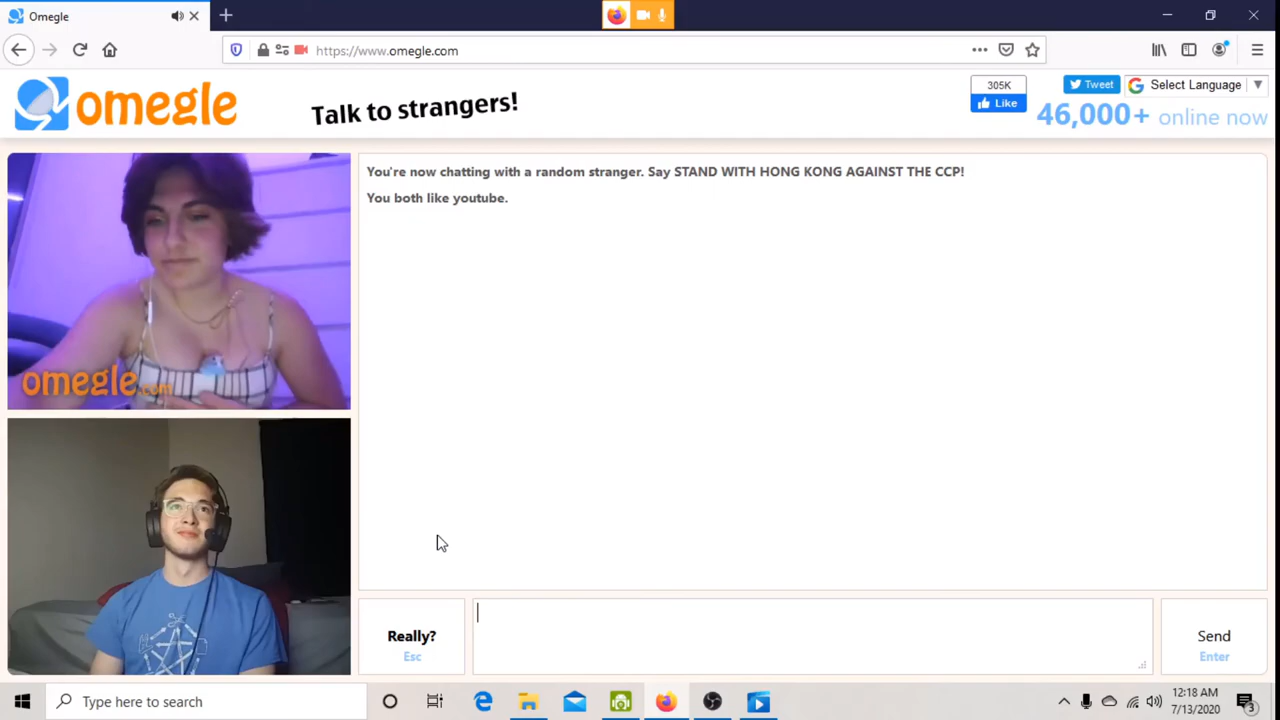 Omegle
https://www.omegle.com
omegle
Talk to strangers!
305K
Like
Tweet
Select Language
46,000+ online now
You're now chatting with a random stranger. Say STAND WITH HONG KONG AGAINST THE CCP!
You both like youtube.
omegle.com
Really?
Esc
Send
Enter
Type here to search
12:18 AM
7/13/2020
3